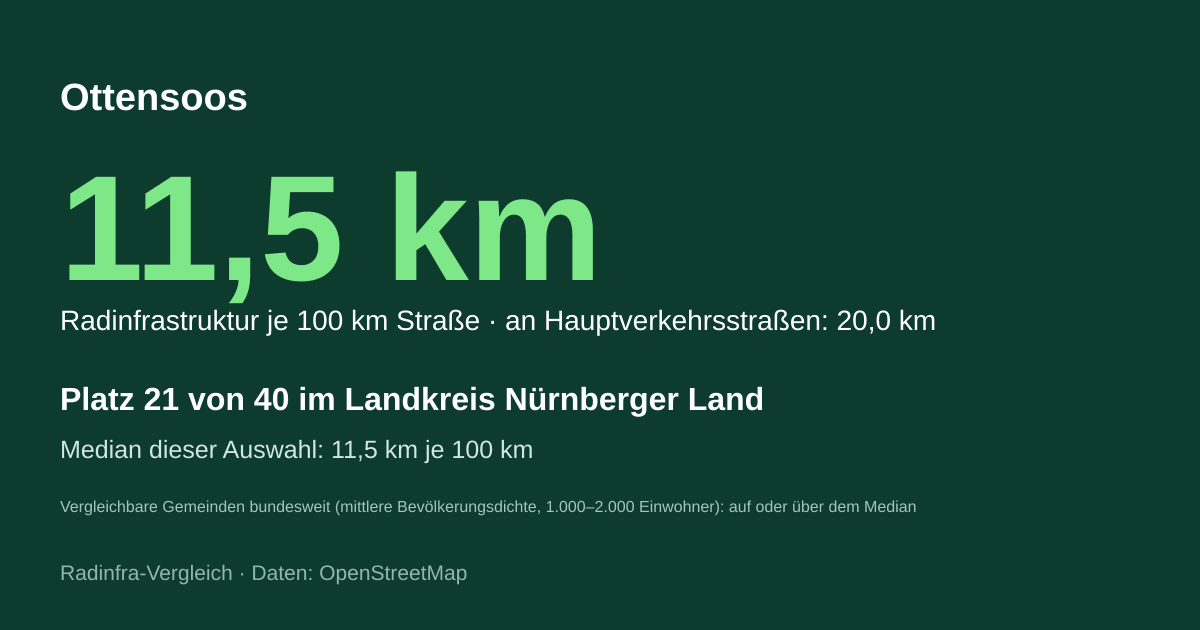 Ottensoos
11,5 km
Radinfrastruktur je 100 km Straße · an Hauptverkehrsstraßen: 20,0 km
Platz 21 von 40 im Landkreis Nürnberger Land
Median dieser Auswahl: 11,5 km je 100 km
Vergleichbare Gemeinden bundesweit (mittlere Bevölkerungsdichte, 1.000–2.000 Einwohner): auf oder über dem Median
Radinfra-Vergleich · Daten: OpenStreetMap